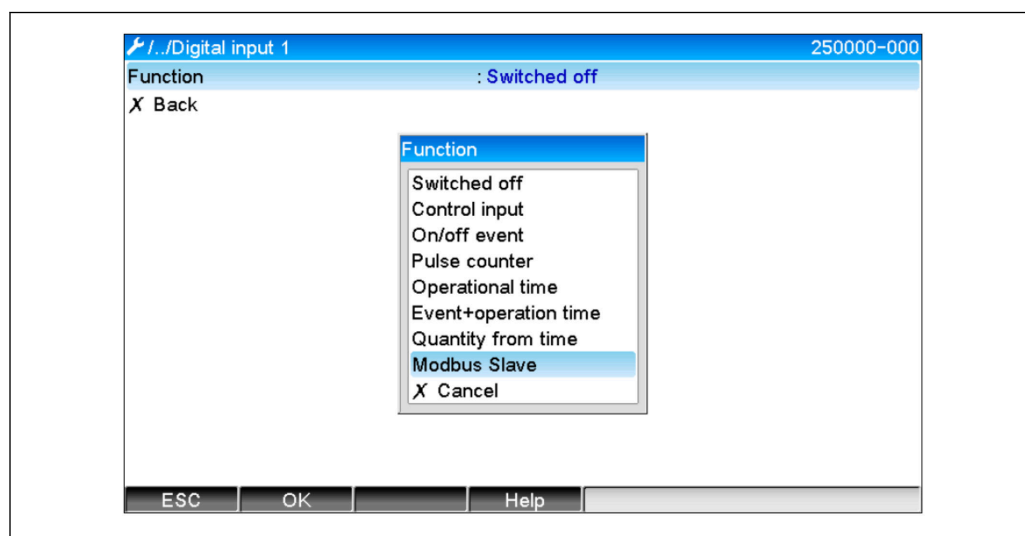 /../Digital input 1 250000-000
Function : Switched off
X Back
Function
Switched off
Control input
On/off event
Pulse counter
Operational time
Event+operation time
Quantity from time
Modbus Slave
X Cancel
ESC OK Help